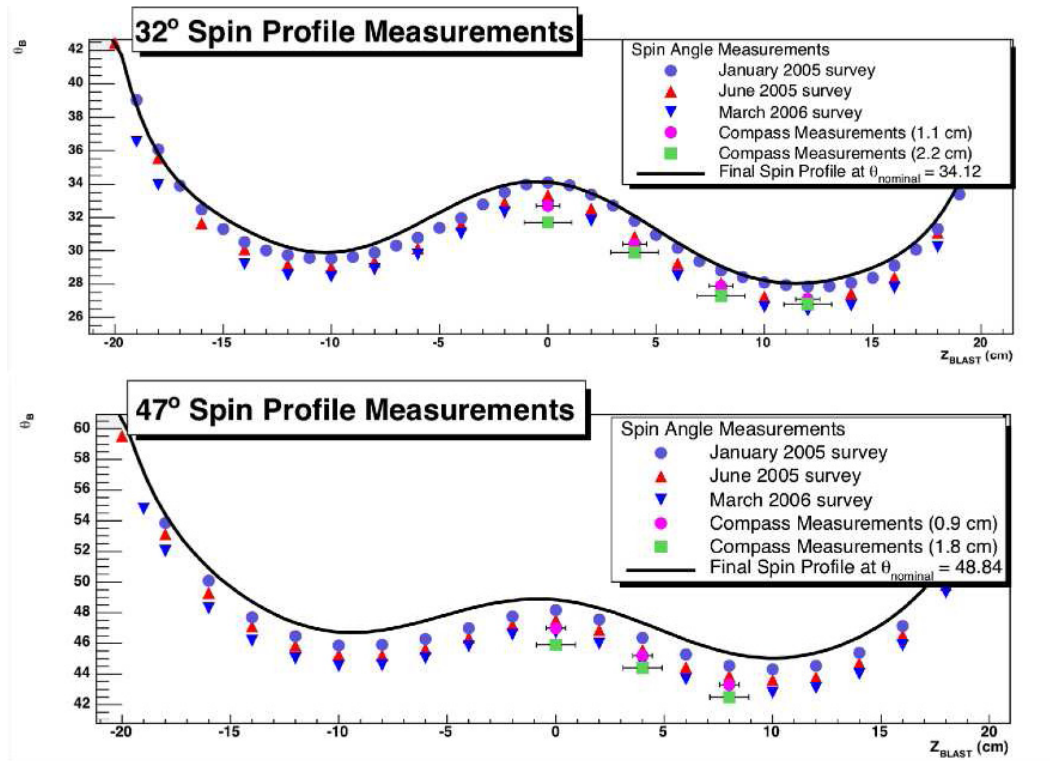 32º Spin Profile Measurements
θB
42
40
38
36
34
32
30
28
26
Spin Angle Measurements
January 2005 survey
June 2005 survey
March 2006 survey
Compass Measurements (1.1 cm)
Compass Measurements (2.2 cm)
Final Spin Profile at θnominal = 34.12
-20 -15 -10 -5 0 5 10 15 20
ZBLAST (cm)
47º Spin Profile Measurements
θB
60
58
56
54
52
50
48
46
44
42
Spin Angle Measurements
January 2005 survey
June 2005 survey
March 2006 survey
Compass Measurements (0.9 cm)
Compass Measurements (1.8 cm)
Final Spin Profile at θnominal = 48.84
-20 -15 -10 -5 0 5 10 15 20
ZBLAST (cm)